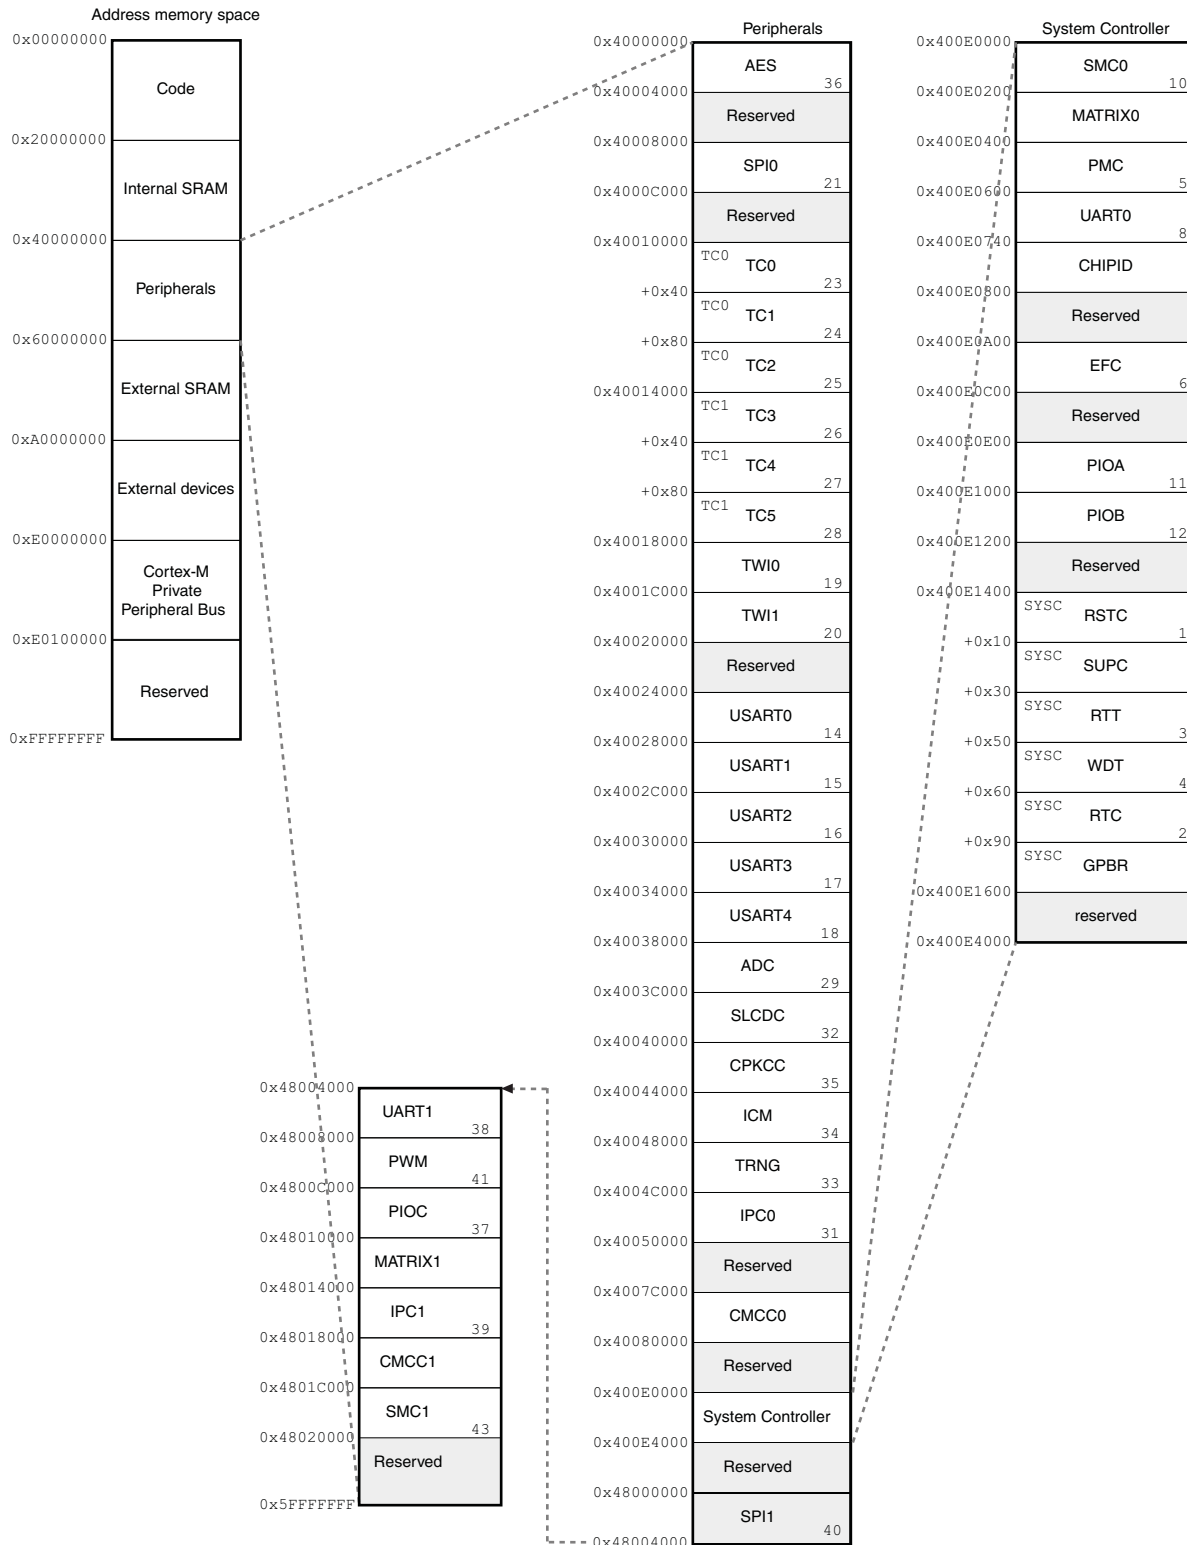 Address memory space
0x00000000
Code
0x20000000
Internal SRAM
0x40000000
Peripherals
0x60000000
External SRAM
0xA0000000
External devices
0xE0000000
Cortex-M
Private
Peripheral Bus
0xE0100000
Reserved
0xFFFFFFFF
0x48004000
UART1
38
0x48008000
PWM
41
0x4800C000
PIOC
37
0x48010000
MATRIX1
0x48014000
IPC1
39
0x48018000
CMCC1
0x4801C000
SMC1
43
0x48020000
Reserved
0x5FFFFFFF
Peripherals
0x40000000
AES
36
0x40004000
Reserved
0x40008000
SPI0
21
0x4000C000
Reserved
0x40010000
TC0
TC0
23
+0x40
TC0
TC1
24
+0x80
TC0
TC2
25
0x40014000
TC1
TC3
26
+0x40
TC1
TC4
27
+0x80
TC1
TC5
28
0x40018000
TWI0
19
0x4001C000
TWI1
20
0x40020000
Reserved
0x40024000
USART0
14
0x40028000
USART1
15
0x4002C000
USART2
16
0x40030000
USART3
17
0x40034000
USART4
18
0x40038000
ADC
29
0x4003C000
SLCDC
32
0x40040000
CPKCC
35
0x40044000
ICM
34
0x40048000
TRNG
33
0x4004C000
IPC0
31
0x40050000
Reserved
0x4007C000
CMCC0
0x40080000
Reserved
0x400E0000
System Controller
0x400E4000
Reserved
0x48000000
SPI1
40
0x48004000
System Controller
0x400E0000
SMC0
10
0x400E0200
MATRIX0
0x400E0400
PMC
5
0x400E0600
UART0
8
0x400E0740
CHIPID
0x400E0800
Reserved
0x400E0A00
EFC
6
0x400E0C00
Reserved
0x400E0E00
PIOA
11
0x400E1000
PIOB
12
0x400E1200
Reserved
0x400E1400
SYSC
RSTC
1
+0x10
SYSC
SUPC
+0x30
SYSC
RTT
3
+0x50
SYSC
WDT
4
+0x60
SYSC
RTC
2
+0x90
SYSC
GPBR
0x400E1600
reserved
0x400E4000